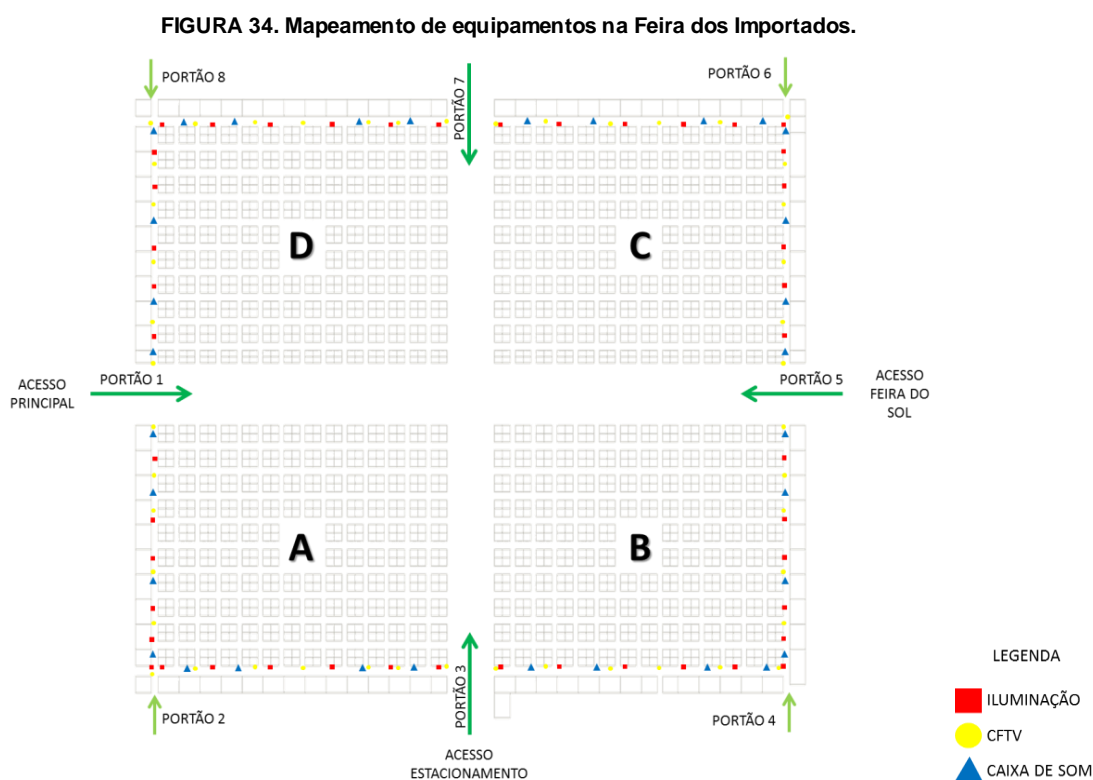 FIGURA 34. Mapeamento de equipamentos na Feira dos Importados.
PORTÃO 8
PORTÃO 7
PORTÃO 6
D
C
ACESSO
PRINCIPAL
PORTÃO 1
PORTÃO 5
ACESSO
FEIRA DO
SOL
A
B
PORTÃO 2
PORTÃO 3
PORTÃO 4
ACESSO
ESTACIONAMENTO
LEGENDA
ILUMINAÇÃO
CFTV
CAIXA DE SOM